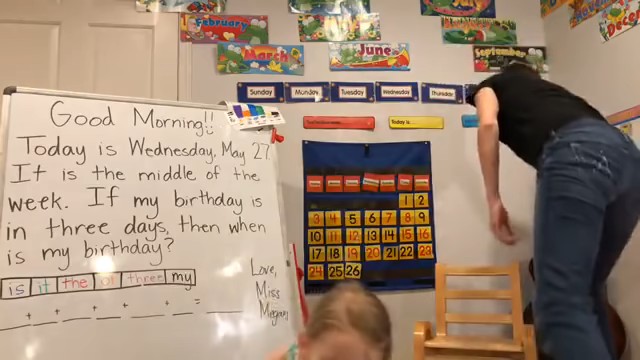 February
March
June
September
Decem
Sunday Monday Tuesday Wednesday Thursday
Today is
Good Morning!!
Today is Wednesday, May 27.
It is the middle of the
week. If my birthday is
in three days, then when
is my birthday?
is it the of three my
+ + + + + =
Love,
Miss
Megan
1 2
3 4 5 6 7 8 9
10 11 12 13 14 15 16
17 18 19 20 21 22 23
24 25 26